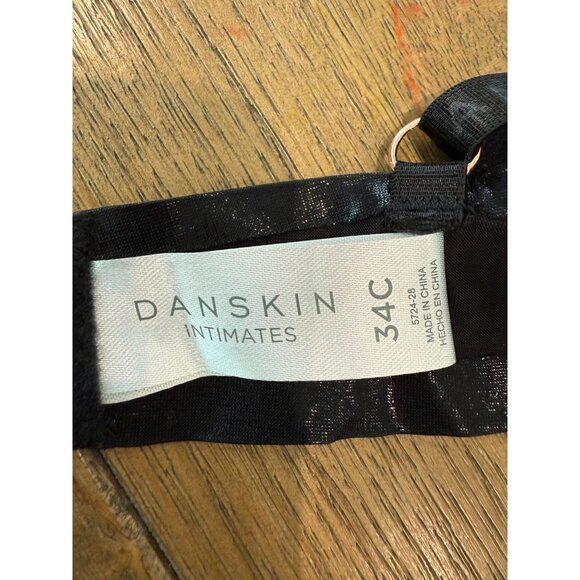 DANSKIN
INTIMATES
34C
5724-28
MADE IN CHINA
HECHO EN CHINA